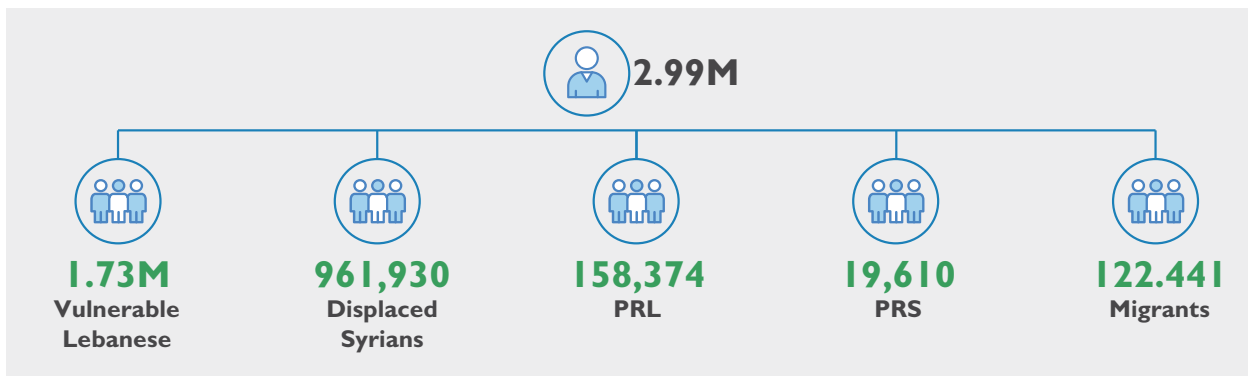 2.99M
1.73M
Vulnerable
Lebanese
961,930
Displaced
Syrians
158,374
PRL
19,610
PRS
122.441
Migrants